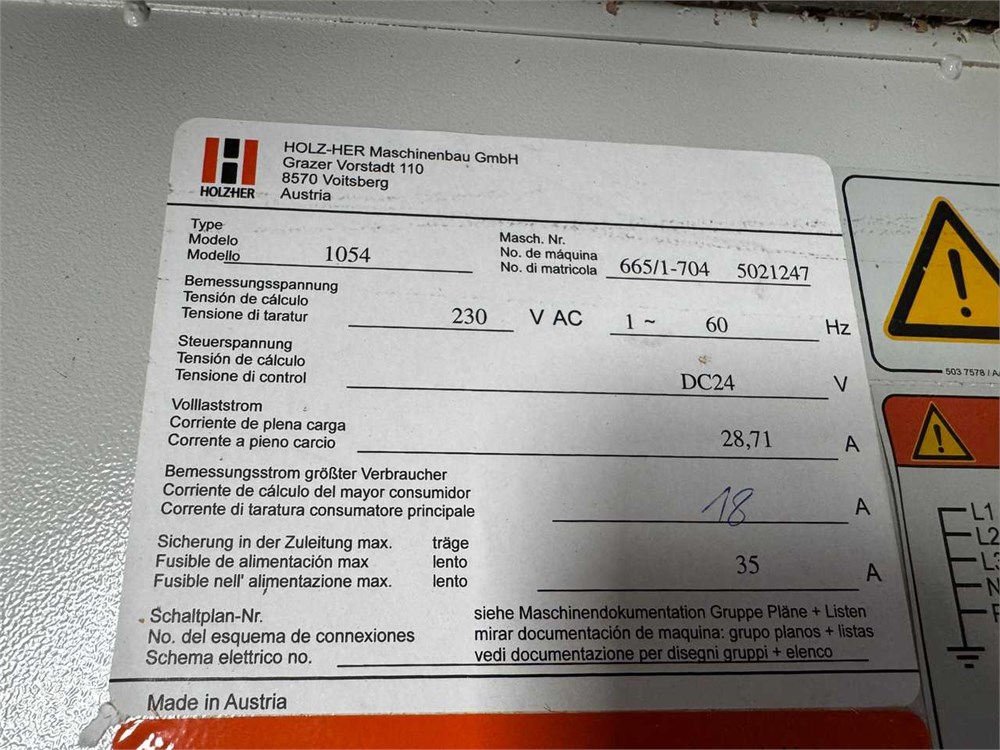 HOLZ-HER Maschinenbau GmbH
Grazer Vorstadt 110
8570 Voitsberg
Austria
HOLZHER
Type
Modelo
Modello
1054
Masch. Nr.
No. de máquina
No. di matricola
665/1-704 5021247
Bemessungsspannung
Tensión de cálculo
Tensione di taratur
230 V AC 1 ~ 60 Hz
Steuerspannung
Tensión de cálculo
Tensione di control
DC24 V
Volllaststrom
Corriente de plena carga
Corrente a pieno carcio
28,71 A
Bemessungsstrom größter Verbraucher
Corriente de cálculo del mayor consumidor
Corrente di taratura consumatore principale
18 A
Sicherung in der Zuleitung max. träge
Fusible de alimentación max lento
Fusible nell' alimentazione max. lento
35 A
Schaltplan-Nr.
No. del esquema de connexiones
Schema elettrico no.
siehe Maschinendokumentation Gruppe Pläne + Listen
mirar documentación de maquina: grupo planos + listas
vedi documentazione per disegni gruppi + elenco
Made in Austria
503 7578 / A
L1
L2
L3
N